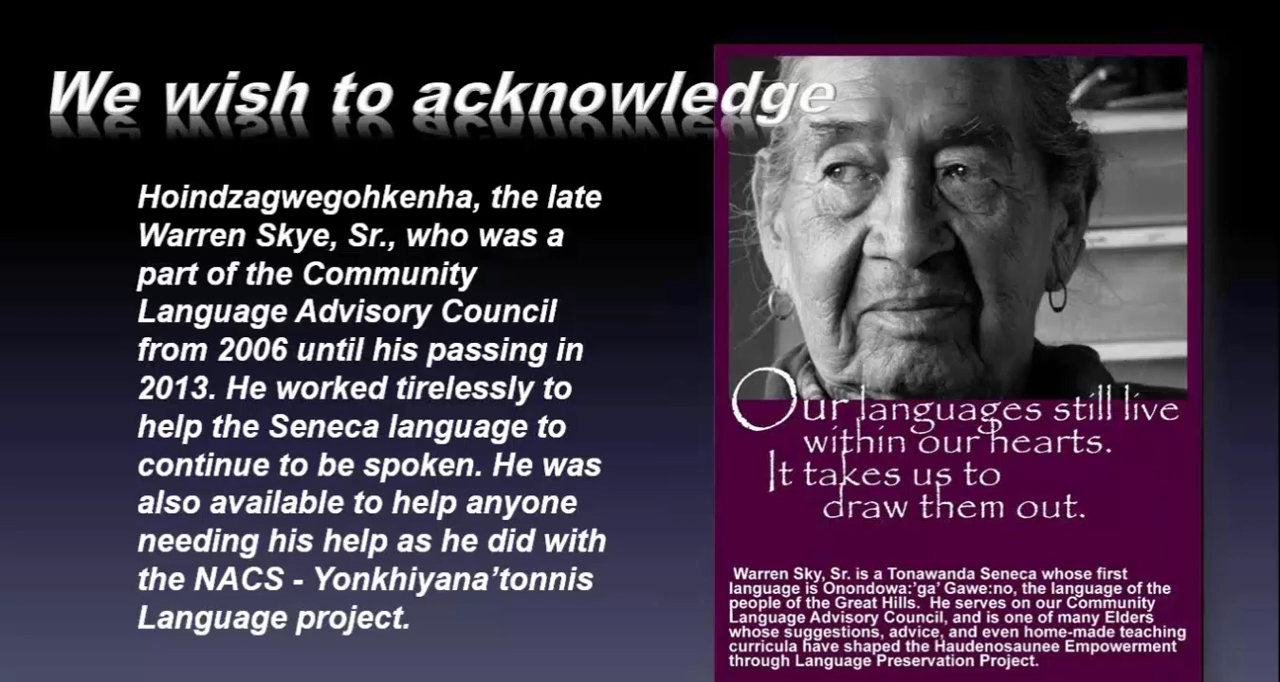 We wish to acknowledge
Hoindzagwegohkenha, the late
Warren Skye, Sr., who was a
part of the Community
Language Advisory Council
from 2006 until his passing in
2013. He worked tirelessly to
help the Seneca language to
continue to be spoken. He was
also available to help anyone
needing his help as he did with
the NACS - Yonkhiyana’tonnis
Language project.
Our languages still live
within our hearts.
It takes us to
draw them out.
Warren Sky, Sr. is a Tonawanda Seneca whose first
language is Onondowa:'ga' Gawe:no, the language of the
people of the Great Hills. He serves on our Community
Language Advisory Council, and is one of many Elders
whose suggestions, advice, and even home-made teaching
curricula have shaped the Haudenosaunee Empowerment
through Language Preservation Project.